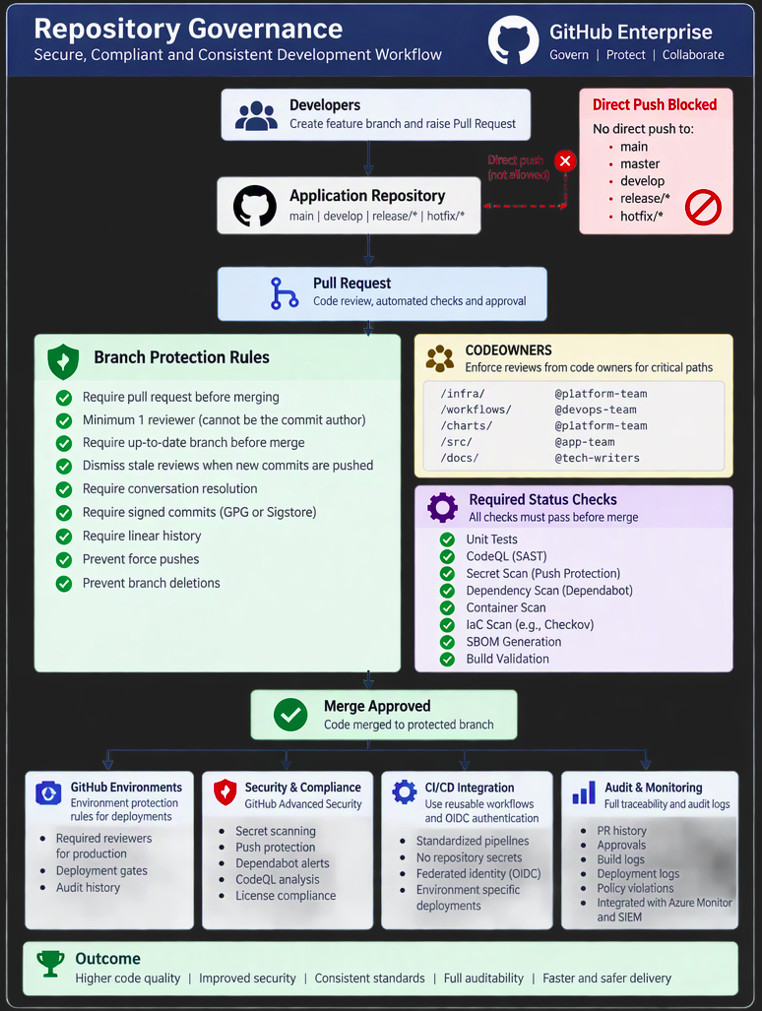 Repository Governance
Secure, Compliant and Consistent Development Workflow
GitHub Enterprise
Govern | Protect | Collaborate
Developers
Create feature branch and raise Pull Request
Direct Push Blocked
No direct push to:
• main
• master
• develop
• release/*
• hotfix/*
Direct push
(not allowed)
Application Repository
main | develop | release/* | hotfix/*
Pull Request
Code review, automated checks and approval
Branch Protection Rules
Require pull request before merging
Minimum 1 reviewer (cannot be the commit author)
Require up-to-date branch before merge
Dismiss stale reviews when new commits are pushed
Require conversation resolution
Require signed commits (GPG or Sigstore)
Require linear history
Prevent force pushes
Prevent branch deletions
CODEOWNERS
Enforce reviews from code owners for critical paths
/infra/ @platform-team
/workflows/ @devops-team
/charts/ @platform-team
/src/ @app-team
/docs/ @tech-writers
Required Status Checks
All checks must pass before merge
Unit Tests
CodeQL (SAST)
Secret Scan (Push Protection)
Dependency Scan (Dependabot)
Container Scan
IaC Scan (e.g., Checkov)
SBOM Generation
Build Validation
Merge Approved
Code merged to protected branch
GitHub Environments
Environment protection
rules for deployments
• Required reviewers
for production
• Deployment gates
• Audit history
Security & Compliance
GitHub Advanced Security
• Secret scanning
• Push protection
• Dependabot alerts
• CodeQL analysis
• License compliance
CI/CD Integration
Use reusable workflows
and OIDC authentication
• Standardized pipelines
• No repository secrets
• Federated identity (OIDC)
• Environment specific
deployments
Audit & Monitoring
Full traceability and audit logs
• PR history
• Approvals
• Build logs
• Deployment logs
• Policy violations
• Integrated with Azure Monitor
and SIEM
Outcome
Higher code quality | Improved security | Consistent standards | Full auditability | Faster and safer delivery